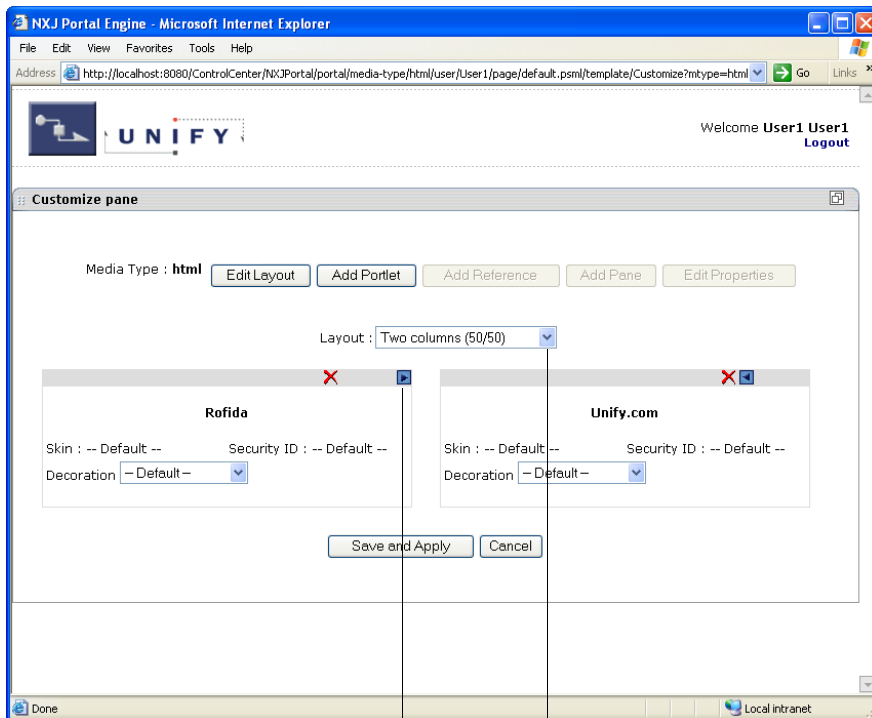 NXJ Portal Engine - Microsoft Internet Explorer
File Edit View Favorites Tools Help
Address http://localhost:8080/ControlCenter/NXJPortal/portal/media-type/html/user/User1/page/default.psml/template/Customize?mtype=html Go Links »
UNIFY
Welcome User1 User1
Logout
Customize pane
Media Type : html Edit Layout Add Portlet Add Reference Add Pane Edit Properties
Layout : Two columns (50/50)
Rofida Unify.com
Skin : -- Default -- Security ID : -- Default -- Skin : -- Default -- Security ID : -- Default --
Decoration -- Default -- Decoration -- Default --
Save and Apply Cancel
Done Local intranet